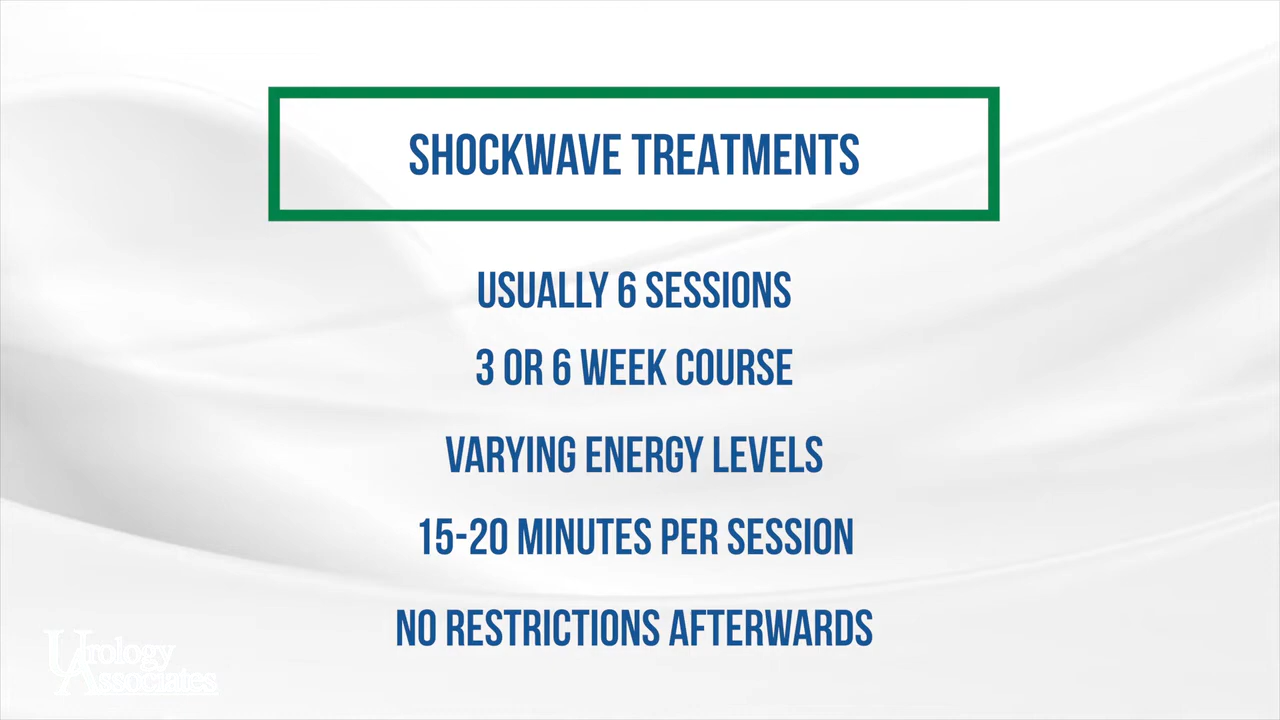 SHOCKWAVE TREATMENTS
USUALLY 6 SESSIONS
3 OR 6 WEEK COURSE
VARYING ENERGY LEVELS
15-20 MINUTES PER SESSION
NO RESTRICTIONS AFTERWARDS
Urology
Associates